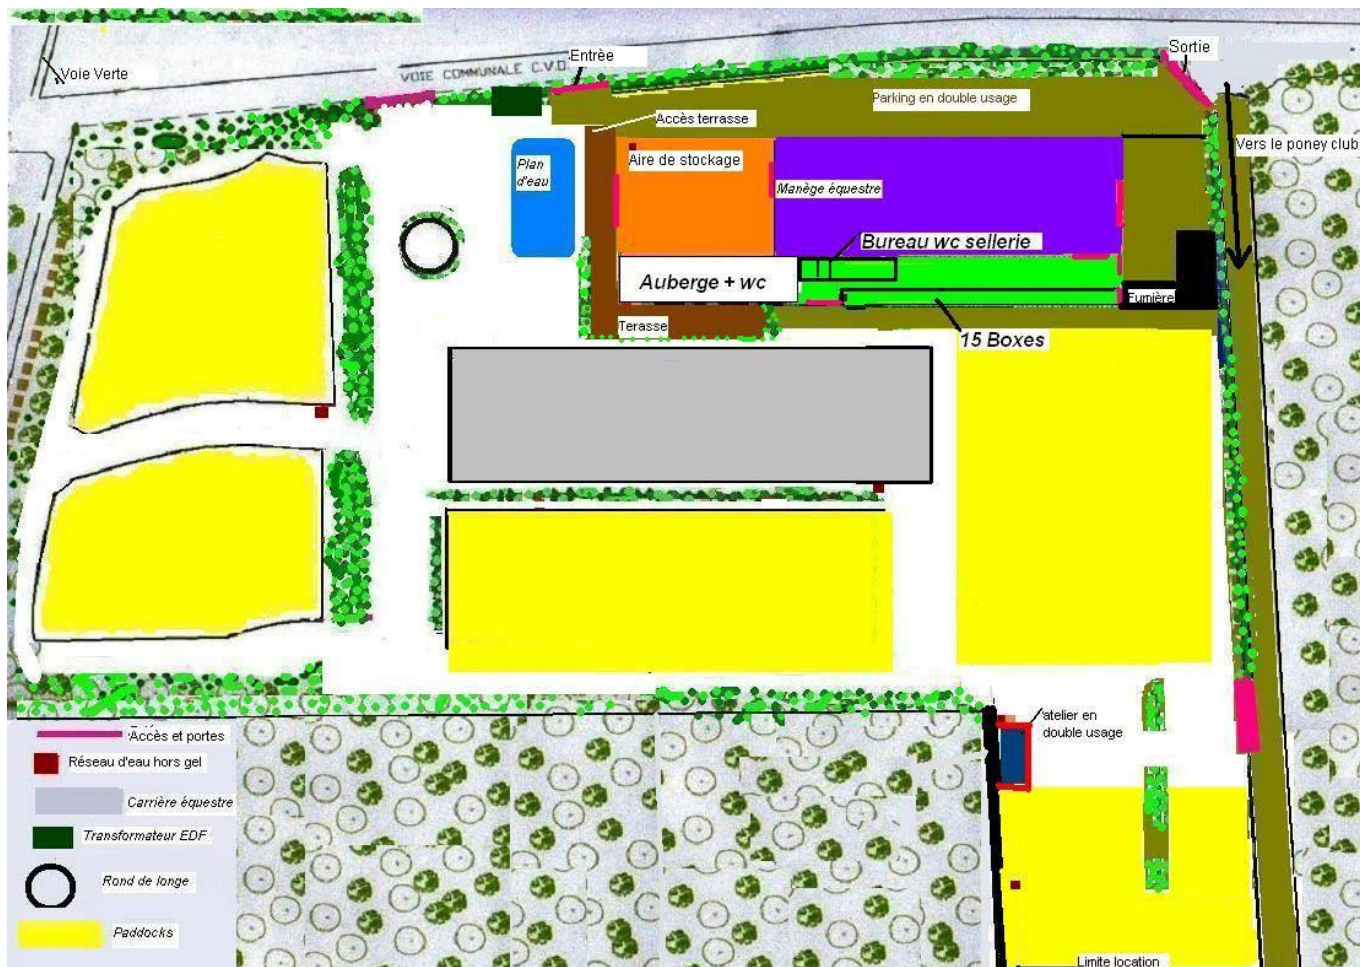 Sortie
Entrèe
Voie Verte
VOIE COMMUNALE C.V.O.
Parking en double usage
Accès terrasse
Vers le poney club
Plan
d'eau
Aire de stockage
Manège équestre
Bureau wc sellerie
Auberge + wc
Fumière
Terasse
15 Boxes
atelier en
double usage
Accès et portes
Réseau d'eau hors gel
Carrière équestre
Transformateur EDF
Rond de longe
Paddocks
Limite location